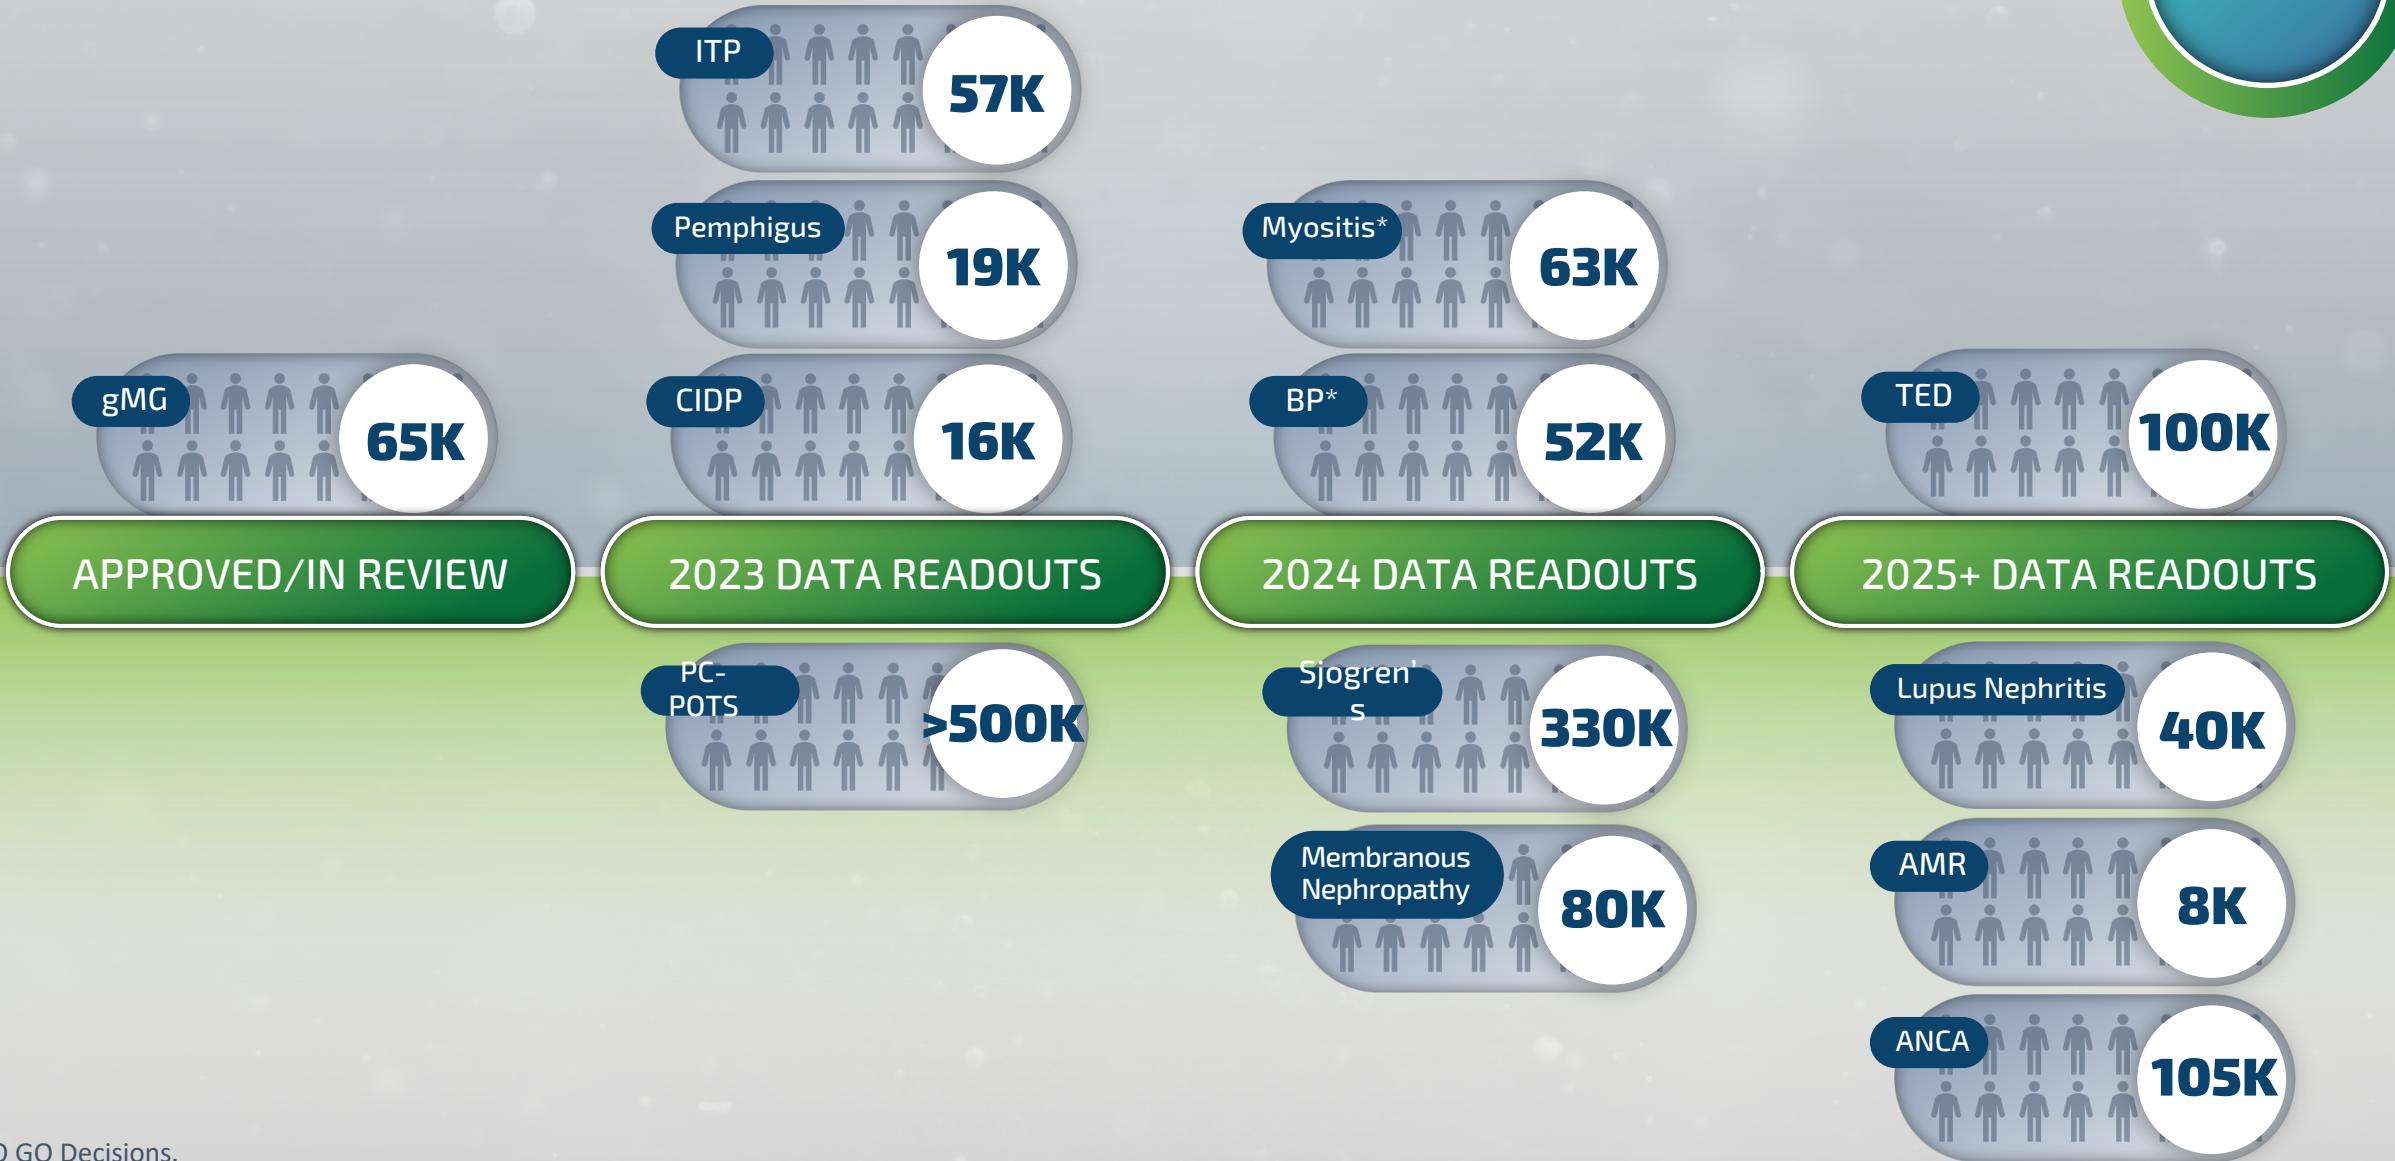 ITP
57K
Pemphigus
19K
Myositis*
63K
gMG
65K
CIDP
16K
BP*
52K
TED
100K
APPROVED/IN REVIEW
2023 DATA READOUTS
2024 DATA READOUTS
2025+ DATA READOUTS
PC-
POTS
>500K
Sjogren'
s
330K
Lupus Nephritis
40K
Membranous
Nephropathy
80K
AMR
8K
ANCA
105K
GO Decisions.